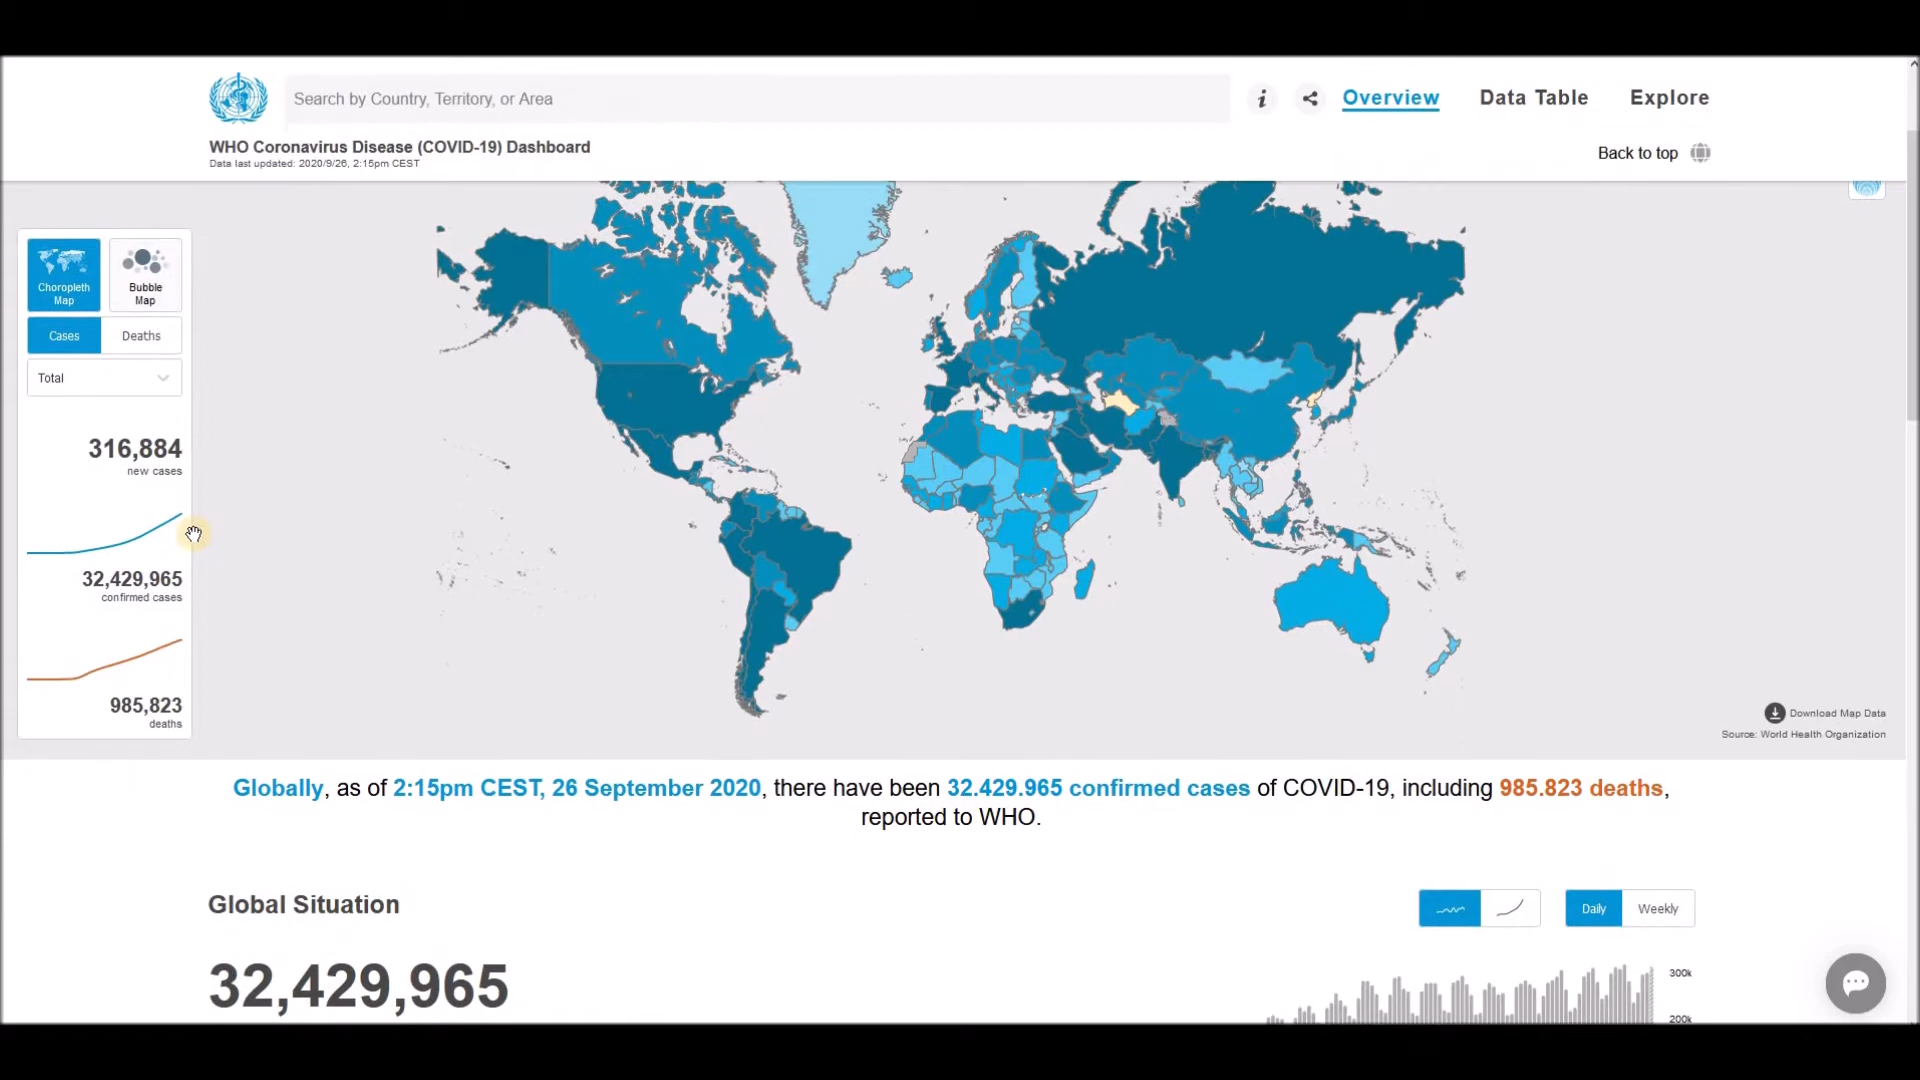 Search by Country, Territory, or Area
Overview
Data Table
Explore
WHO Coronavirus Disease (COVID-19) Dashboard
Data last updated: 2020/9/26, 2:15pm CEST
Back to top
Choropleth
Map
Bubble
Map
Cases
Deaths
Total
316,884
new cases
32,429,965
confirmed cases
985,823
deaths
Download Map Data
Source: World Health Organization
Globally, as of 2:15pm CEST, 26 September 2020, there have been 32.429.965 confirmed cases of COVID-19, including 985.823 deaths,
reported to WHO.
Global Situation
Daily
Weekly
32,429,965
300k
200k